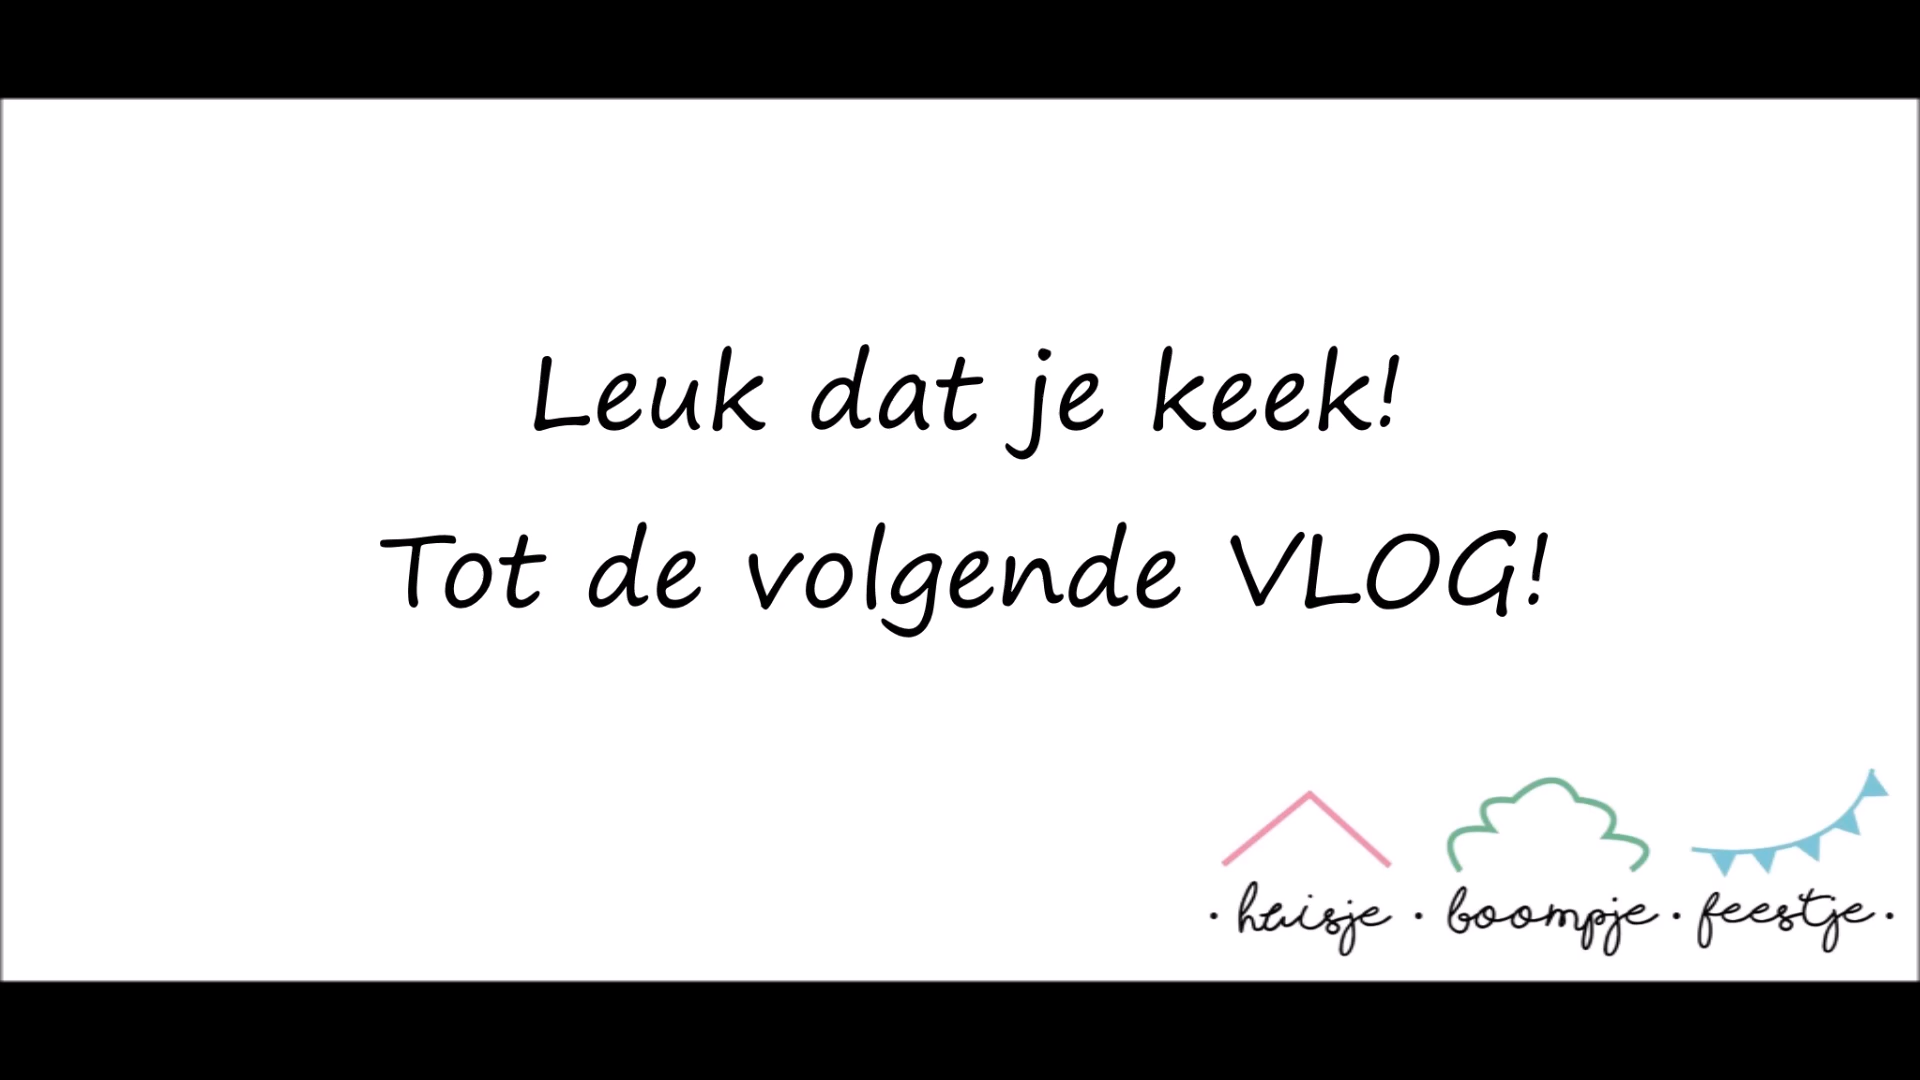 Leuk dat je keek!
Tot de volgende VLOG!
· huisje · boompje · feestje ·